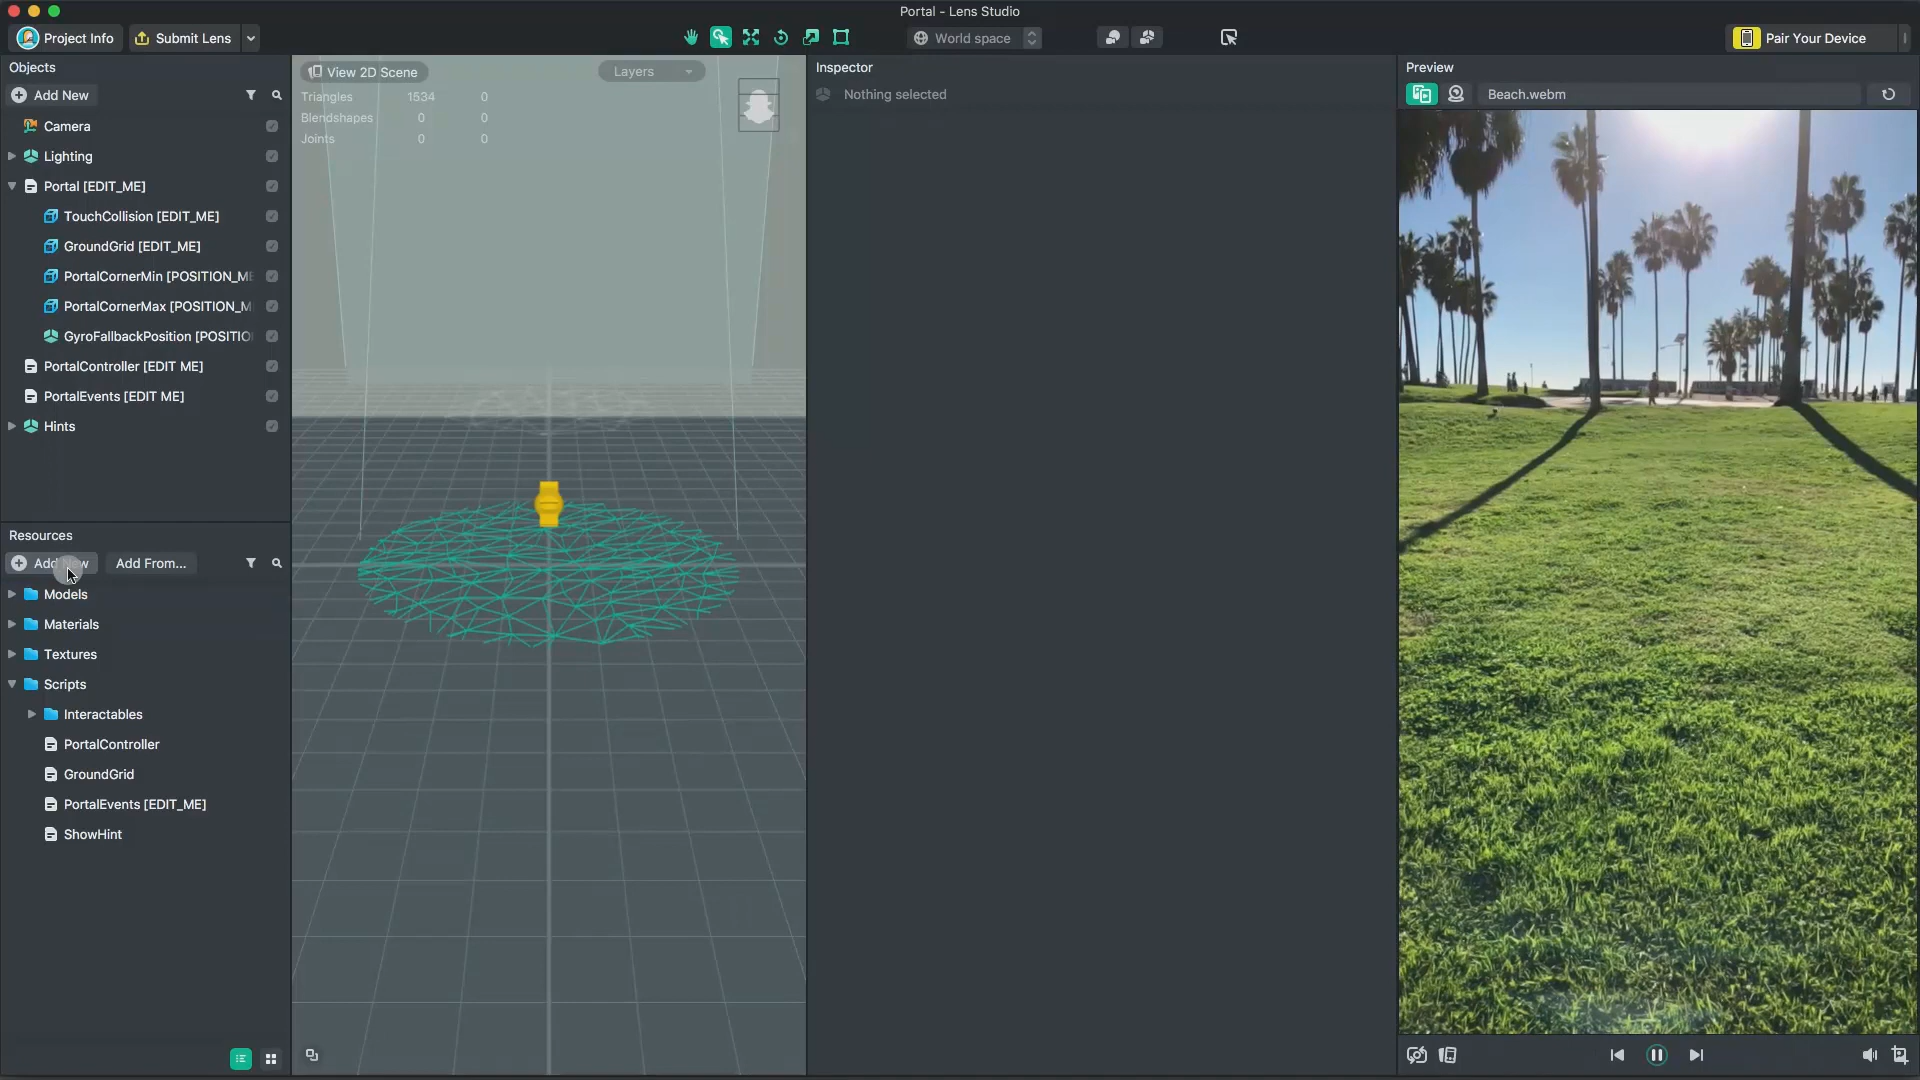 Portal - Lens Studio
Project Info
Submit Lens
World space
Pair Your Device
Objects
Add New
Camera
Lighting
Portal [EDIT_ME]
TouchCollision [EDIT_ME]
GroundGrid [EDIT_ME]
PortalCornerMin [POSITION_ME
PortalCornerMax [POSITION_M
GyroFallbackPosition [POSITIO
PortalController [EDIT ME]
PortalEvents [EDIT ME]
Hints
Resources
Add New
Add From...
Models
Materials
Textures
Scripts
Interactables
PortalController
GroundGrid
PortalEvents [EDIT_ME]
ShowHint
View 2D Scene
Layers
Triangles 1534 0
Blendshapes 0 0
Joints 0 0
Inspector
Nothing selected
Preview
Beach.webm